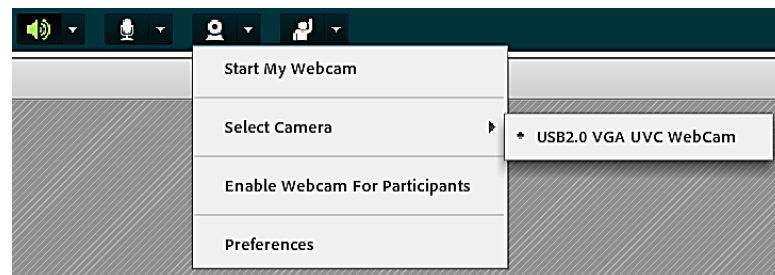 Start My Webcam
Select Camera
USB2.0 VGA UVC WebCam
Enable Webcam For Participants
Preferences